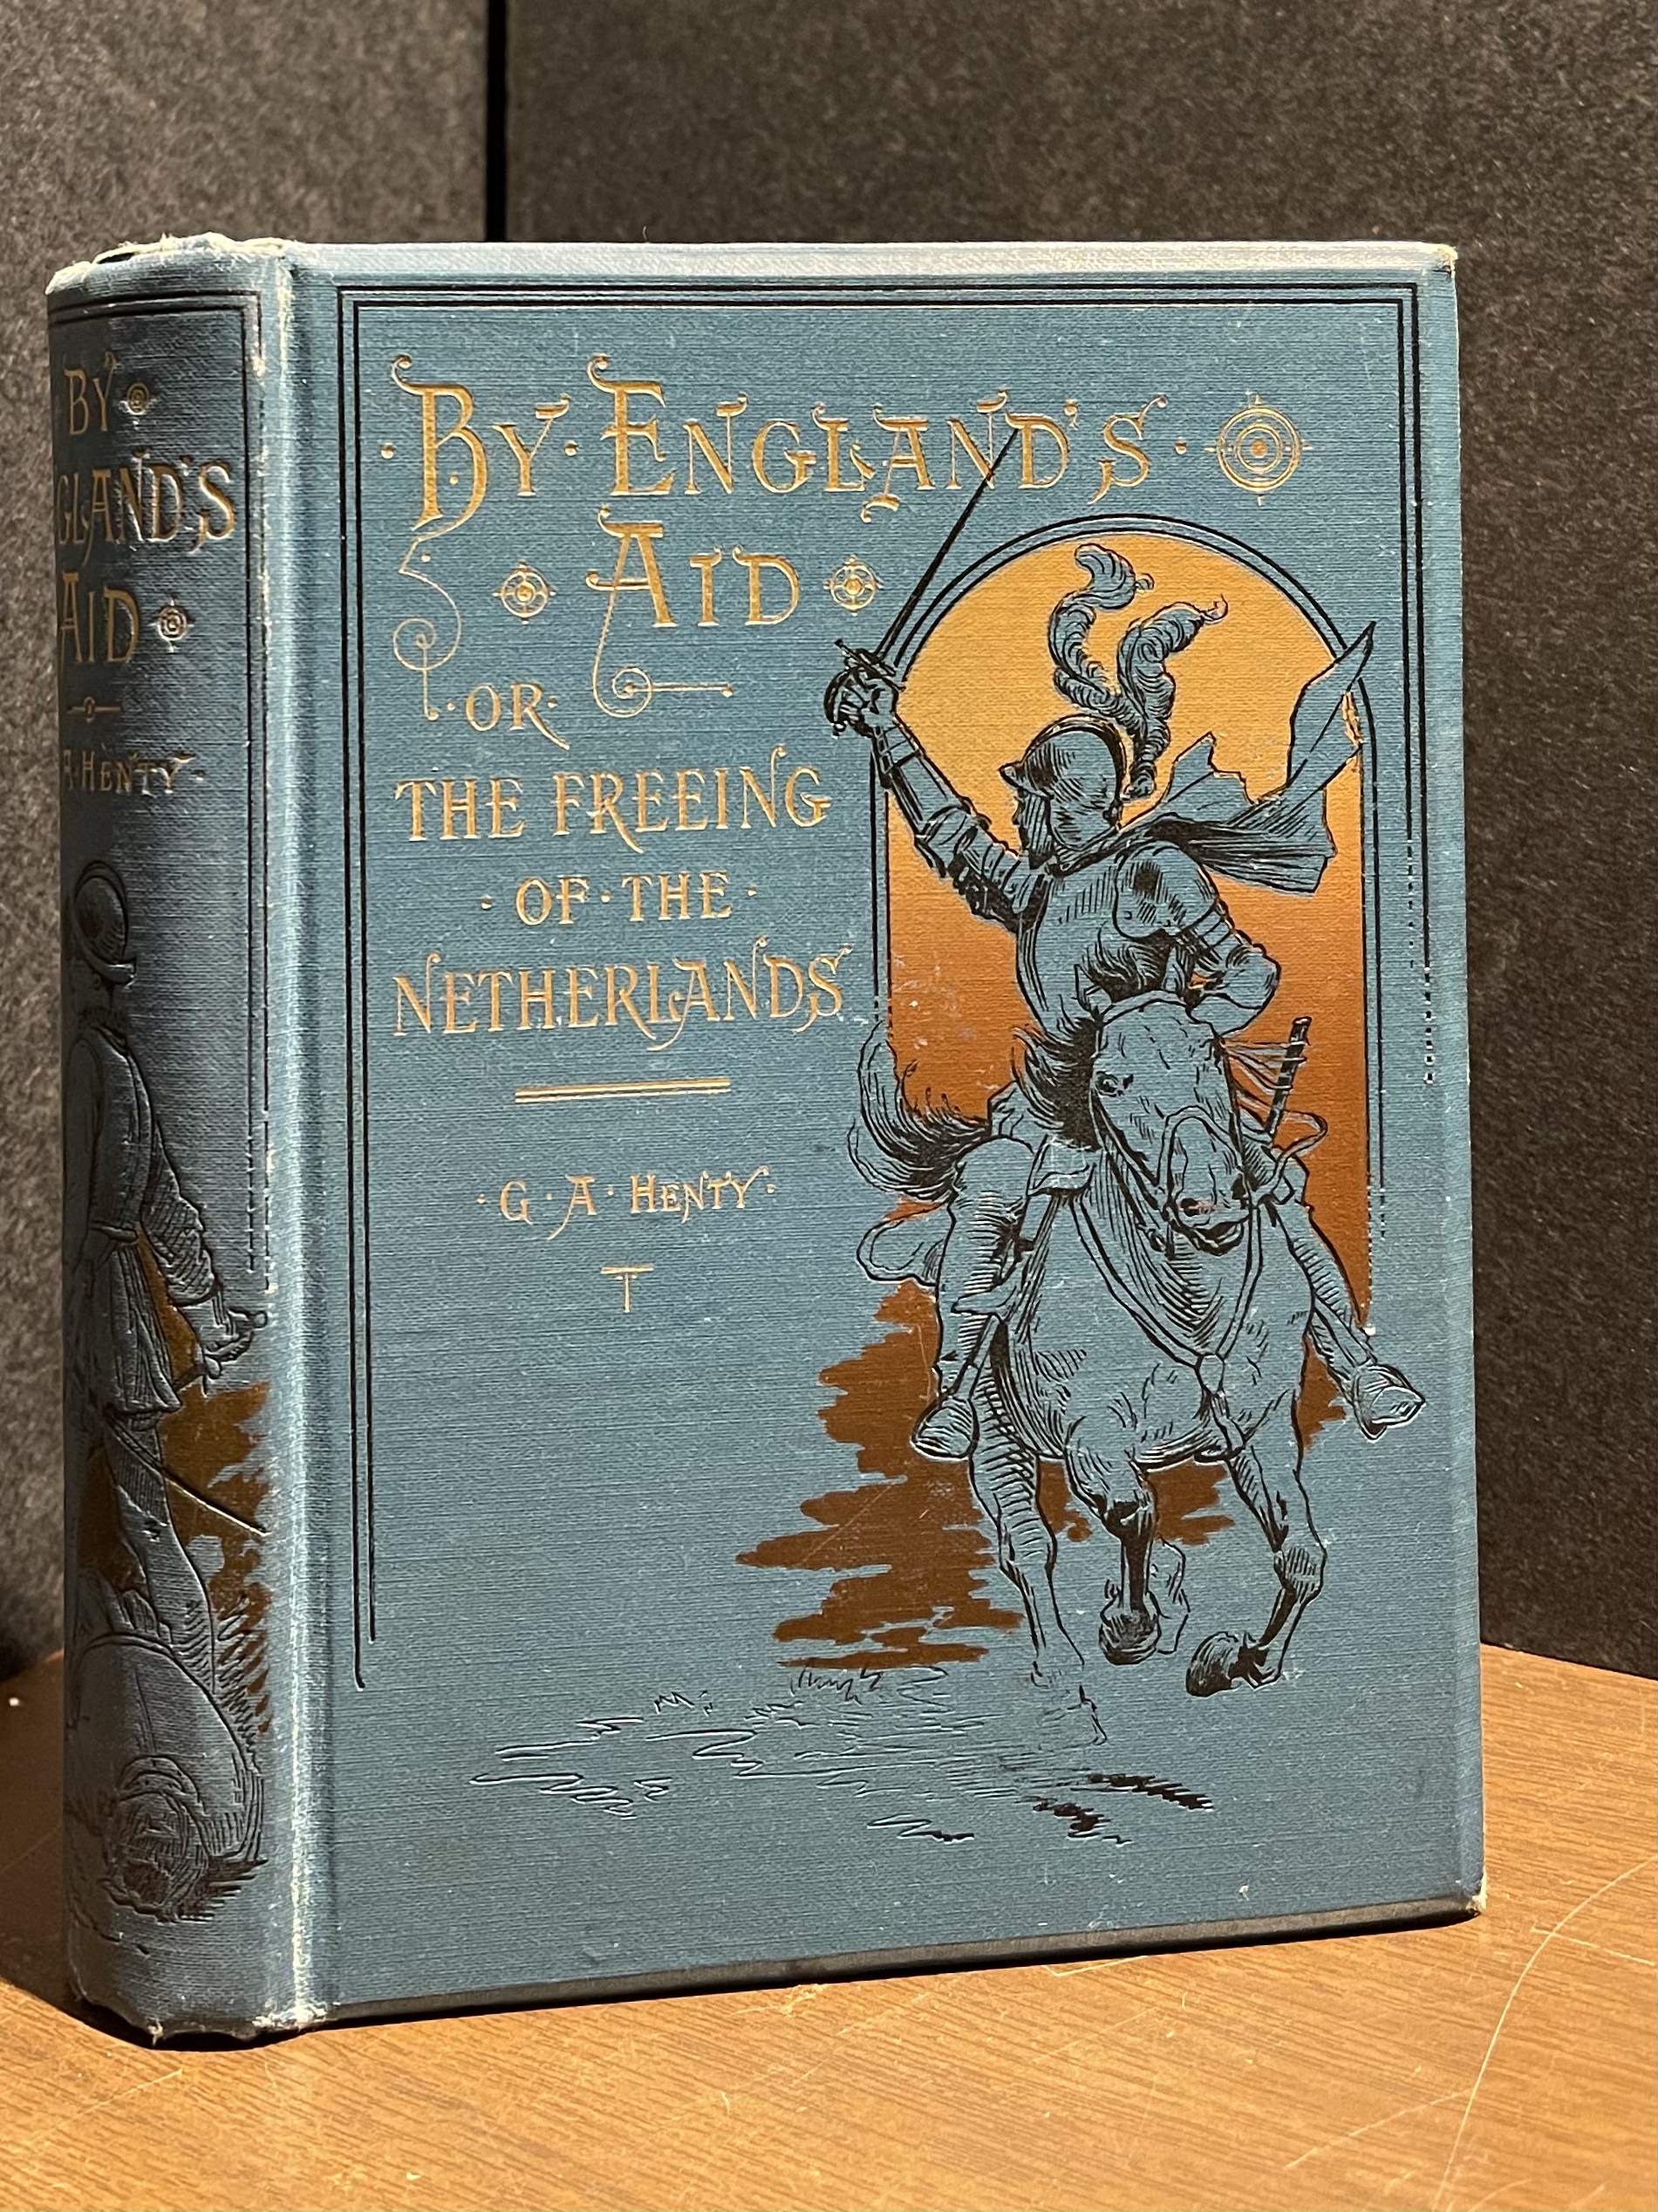 BY
GLAND'S
AID
A·HENTY·
·BY·ENGLAND'S·
AID
·OR·
THE FREEING
·OF·THE·
NETHERLANDS
·G·A·HENTY·